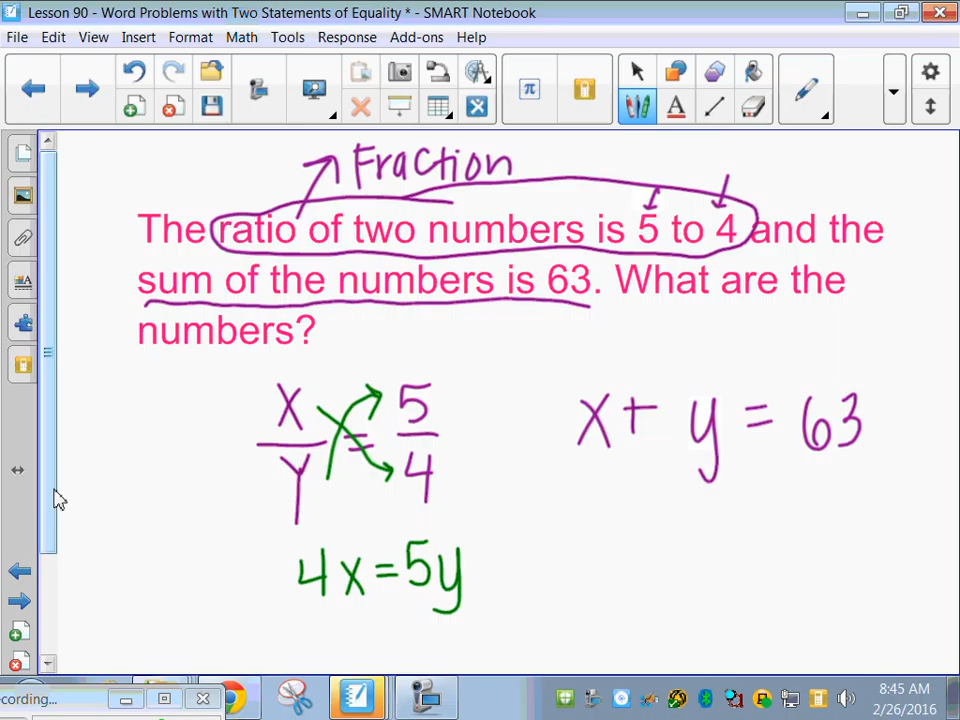 Lesson 90 - Word Problems with Two Statements of Equality * - SMART Notebook
File Edit View Insert Format Math Tools Response Add-ons Help
π
A
Fraction
The ratio of two numbers is 5 to 4 and the
sum of the numbers is 63. What are the
numbers?
x/y = 5/4
x + y = 63
4x = 5y
ecording...
8:45 AM
2/26/2016